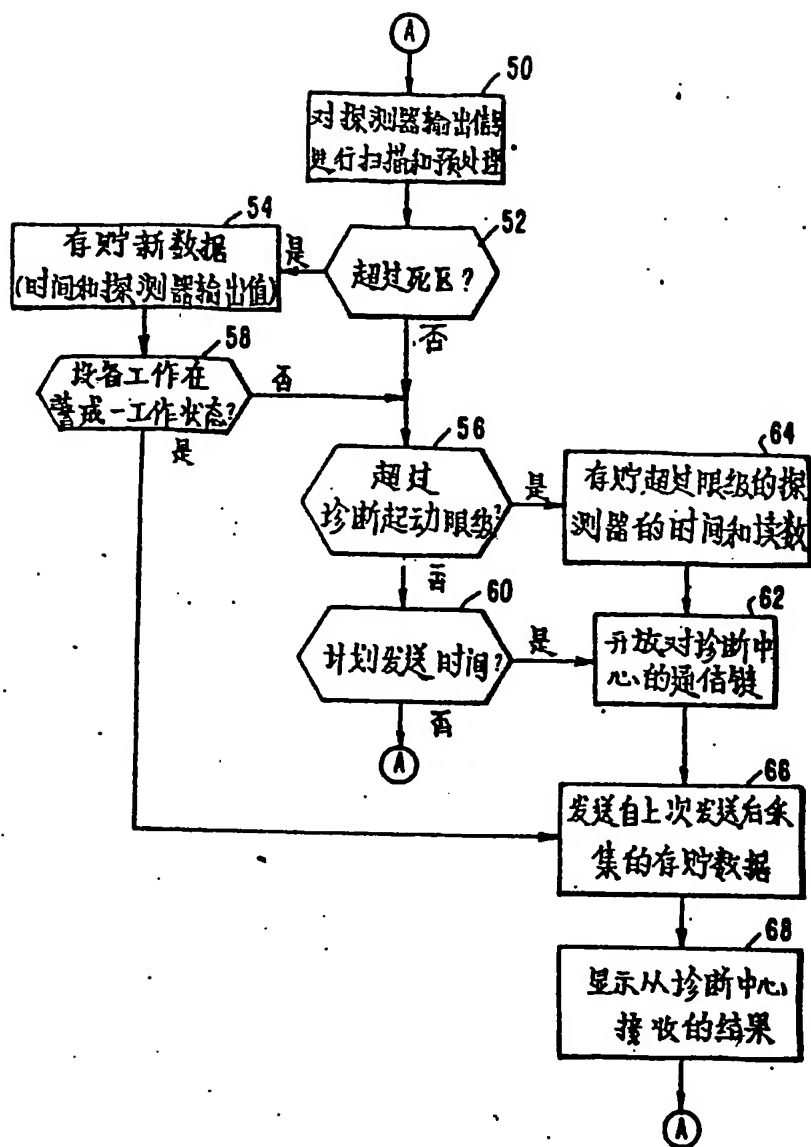 A
50
对探测器输出信号
进行扫描和预处理
54
存贮新数据
(时间和探测器输出值)
是
52
超过死区?
否
58
设备工作在
警戒一工作状态?
否
是
56
超过
诊断起动限级?
是
64
存贮超过限级的探
测器的时间和读数
否
60
计划发送时间?
是
62
开放对诊断中
心的通信键
否
A
66
发送自上次发送后采
集的存贮数据
68
显示从诊断中心
接收的结果
A